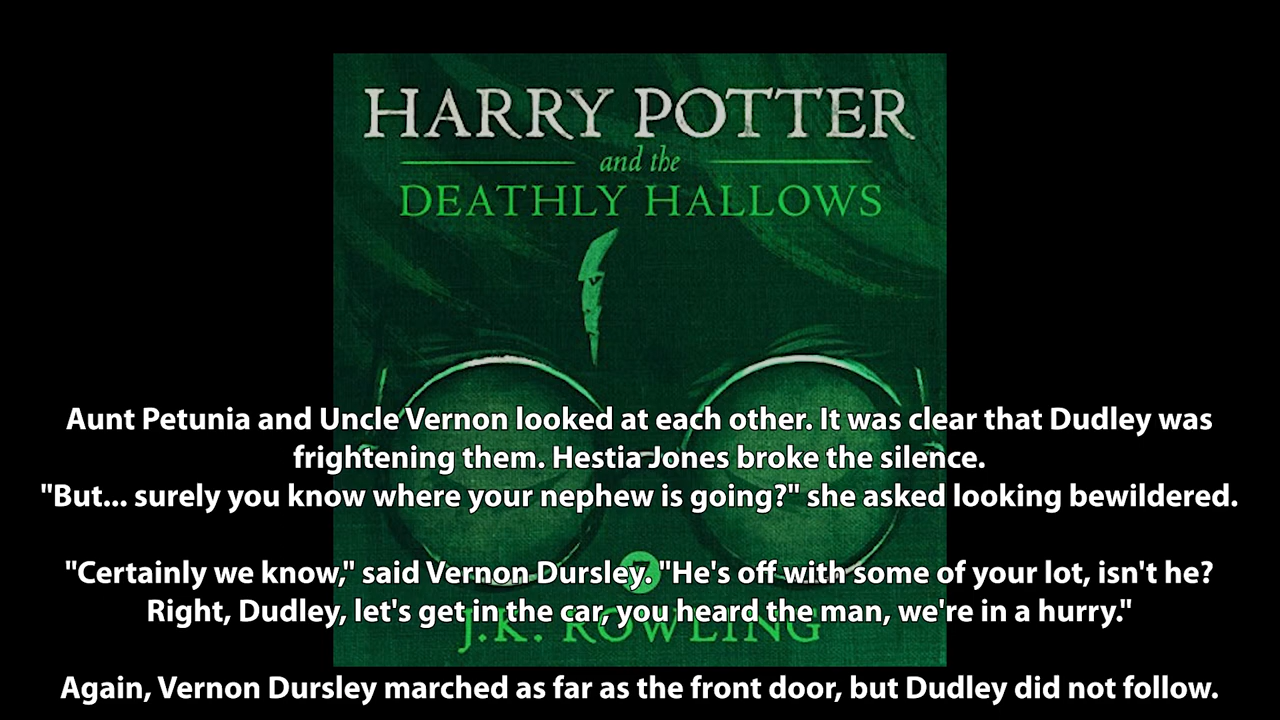 HARRY POTTER
and the
DEATHLY HALLOWS
Aunt Petunia and Uncle Vernon looked at each other. It was clear that Dudley was
frightening them. Hestia Jones broke the silence.
"But... surely you know where your nephew is going?" she asked looking bewildered.
7
"Certainly we know," said Vernon Dursley. "He's off with some of your lot, isn't he?
Right, Dudley, let's get in the car, you heard the man, we're in a hurry."
J.K. ROWLING
Again, Vernon Dursley marched as far as the front door, but Dudley did not follow.